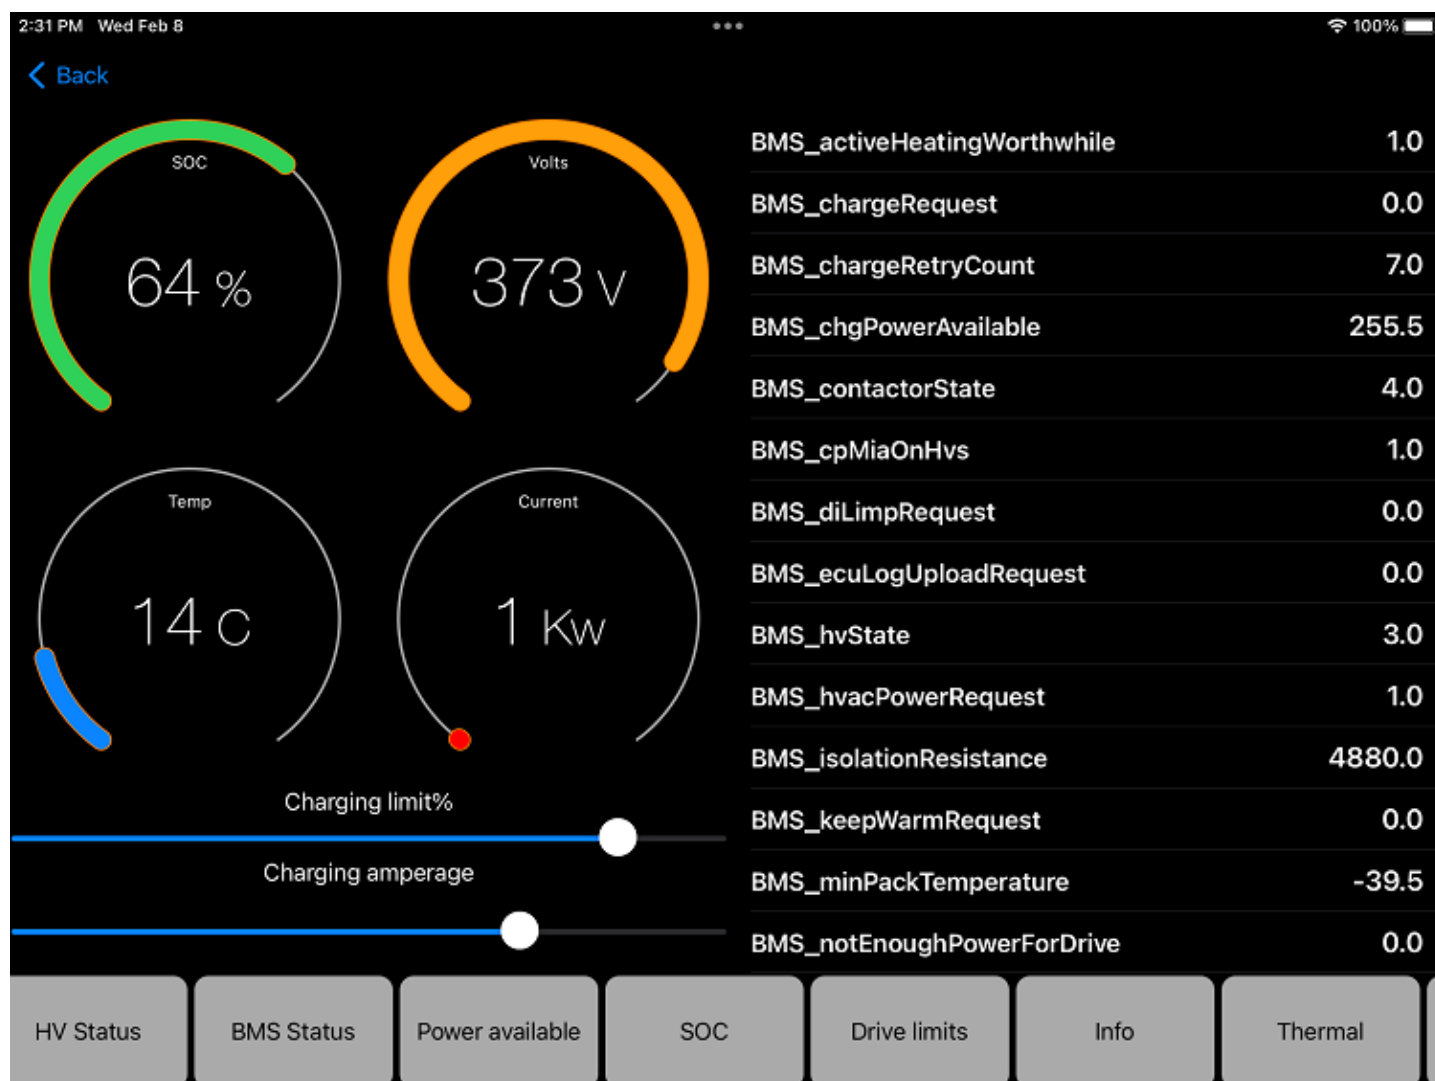 2:31 PM Wed Feb 8
100%
Back
SOC
64 %
Volts
373 V
Temp
14 C
Current
1 Kw
Charging limit%
Charging amperage
BMS_activeHeatingWorthwhile 1.0
BMS_chargeRequest 0.0
BMS_chargeRetryCount 7.0
BMS_chgPowerAvailable 255.5
BMS_contactorState 4.0
BMS_cpMiaOnHvs 1.0
BMS_diLimpRequest 0.0
BMS_ecuLogUploadRequest 0.0
BMS_hvState 3.0
BMS_hvacPowerRequest 1.0
BMS_isolationResistance 4880.0
BMS_keepWarmRequest 0.0
BMS_minPackTemperature -39.5
BMS_notEnoughPowerForDrive 0.0
HV Status
BMS Status
Power available
SOC
Drive limits
Info
Thermal